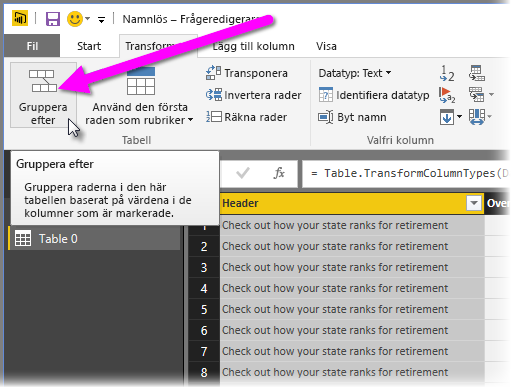 Namnlös – Frågeredigerare
Fil Start Transfor Lägg till kolumn Visa
Gruppera
efter
Använd den första
raden som rubriker
Transponera
Invertera rader
Räkna rader
Tabell
Datatyp: Text
Identifiera datatyp
Byt namn
Valfri kolumn
1
2
Gruppera efter
Gruppera raderna i den här
tabellen baserat på värdena i de
kolumner som är markerade.
Table 0
= Table.TransformColumnTypes(D
Header Over
1 Check out how your state ranks for retirement
2 Check out how your state ranks for retirement
3 Check out how your state ranks for retirement
4 Check out how your state ranks for retirement
5 Check out how your state ranks for retirement
6 Check out how your state ranks for retirement
7 Check out how your state ranks for retirement
8 Check out how your state ranks for retirement